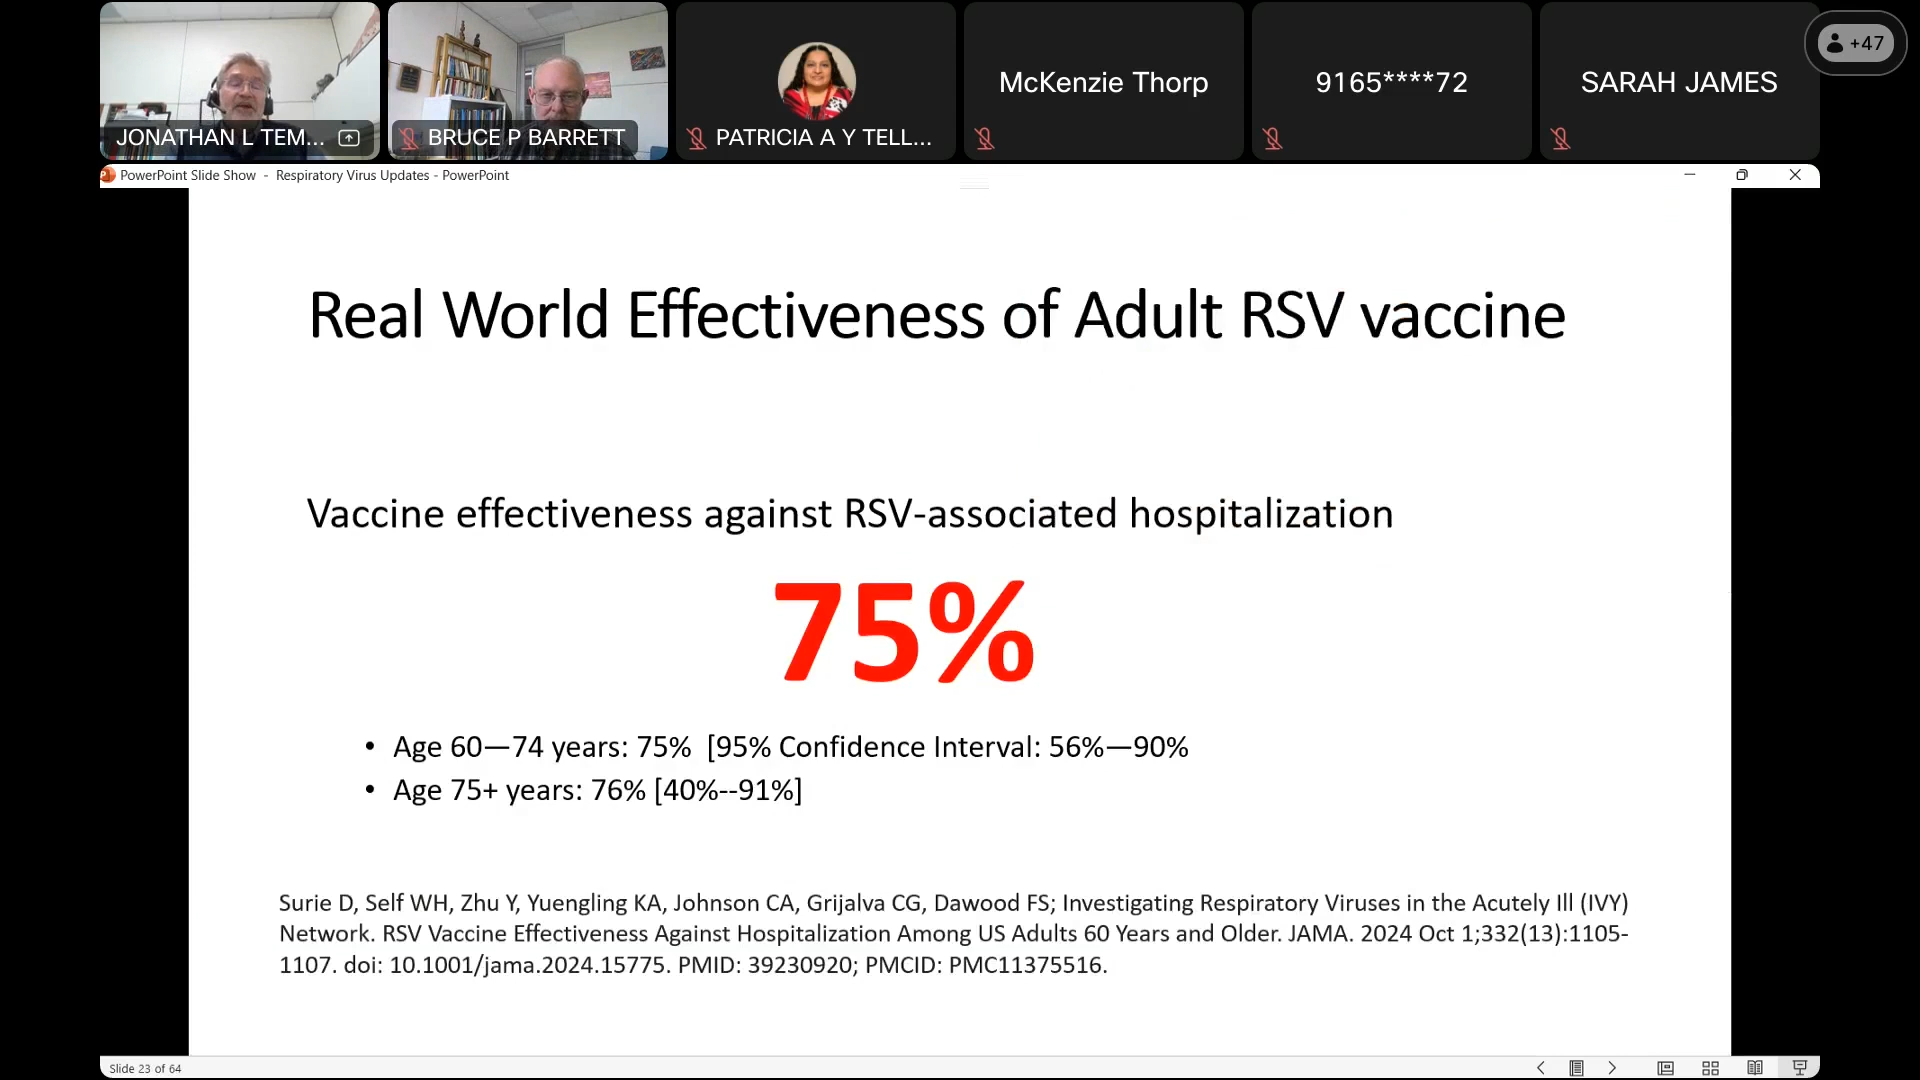 JONATHAN L TEM...
BRUCE P BARRETT
PATRICIA A Y TELL...
McKenzie Thorp
9165****72
SARAH JAMES
+47
PowerPoint Slide Show - Respiratory Virus Updates - PowerPoint
Real World Effectiveness of Adult RSV vaccine
Vaccine effectiveness against RSV-associated hospitalization
75%
• Age 60—74 years: 75% [95% Confidence Interval: 56%—90%
• Age 75+ years: 76% [40%--91%]
Surie D, Self WH, Zhu Y, Yuengling KA, Johnson CA, Grijalva CG, Dawood FS; Investigating Respiratory Viruses in the Acutely Ill (IVY)
Network. RSV Vaccine Effectiveness Against Hospitalization Among US Adults 60 Years and Older. JAMA. 2024 Oct 1;332(13):1105-
1107. doi: 10.1001/jama.2024.15775. PMID: 39230920; PMCID: PMC11375516.
Slide 23 of 64